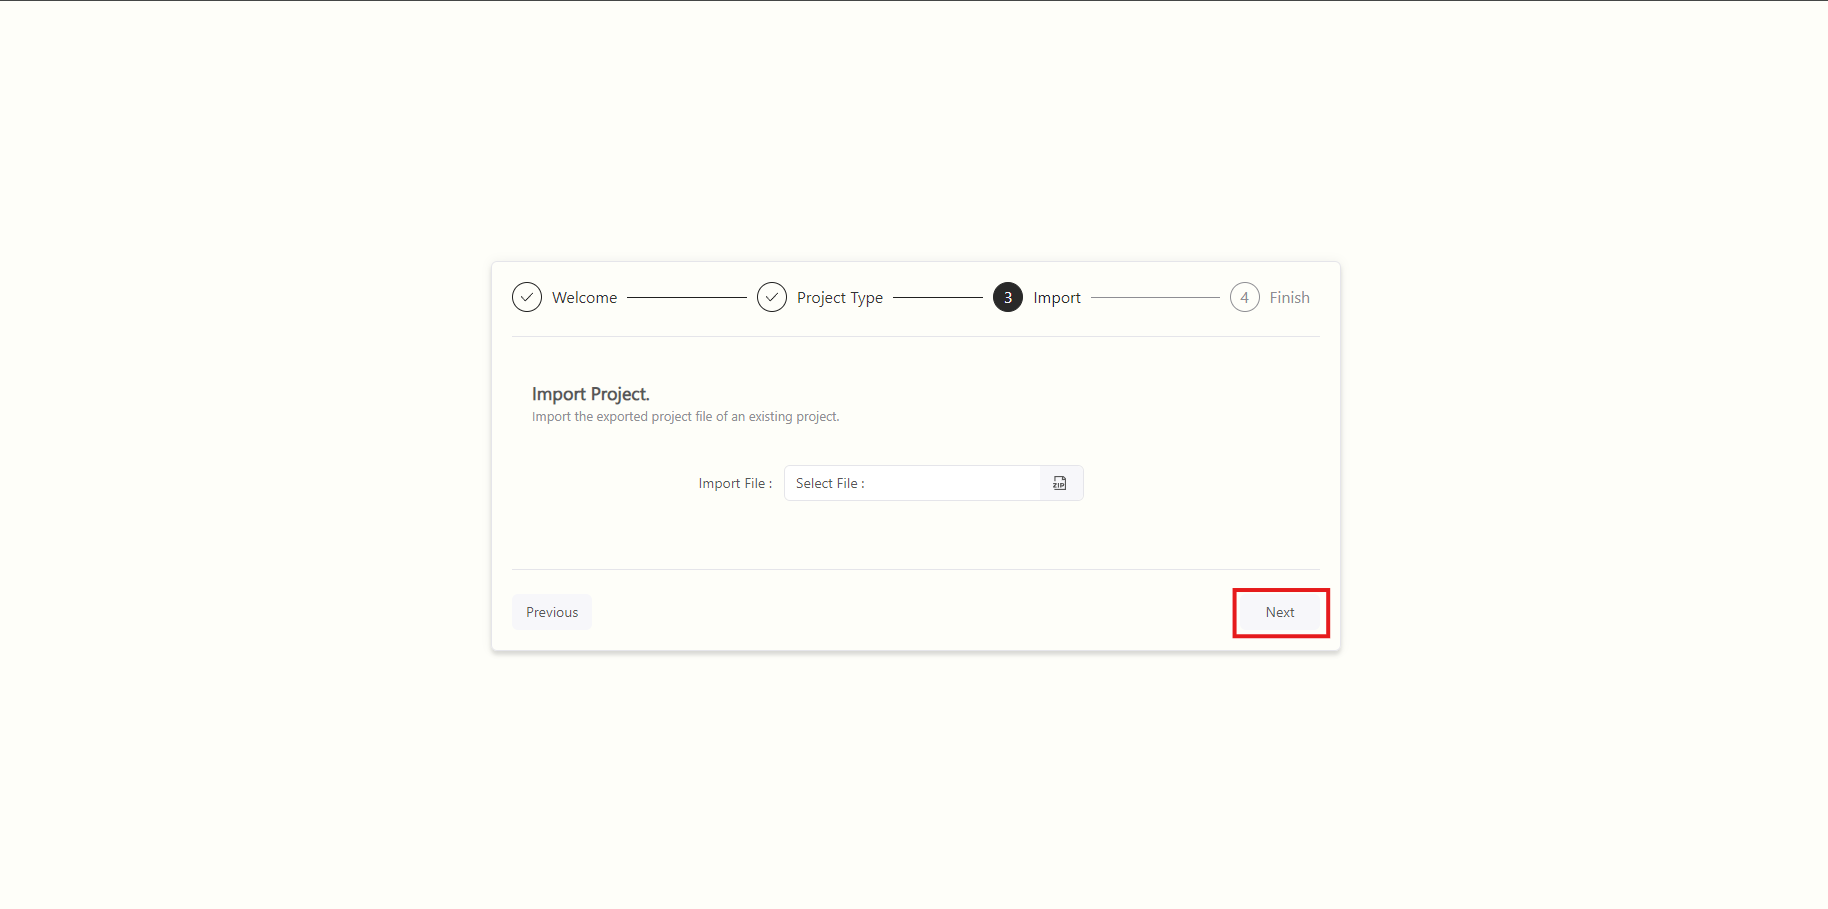 Welcome
Project Type
3 Import
4 Finish
Import Project.
Import the exported project file of an existing project.
Import File : Select File : ZIP
Previous
Next